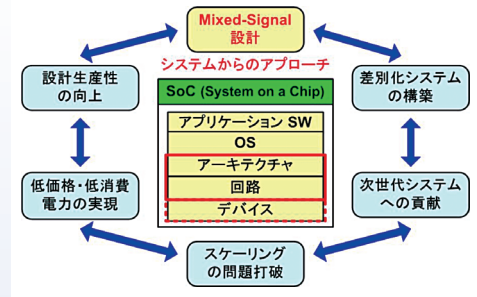 Mixed-Signal
設計
システムからのアプローチ
設計生産性
の向上
差別化システム
の構築
SoC (System on a Chip)
アプリケーション SW
OS
アーキテクチャ
回路
デバイス
低価格・低消費
電力の実現
次世代システム
への貢献
スケーリング
の問題打破